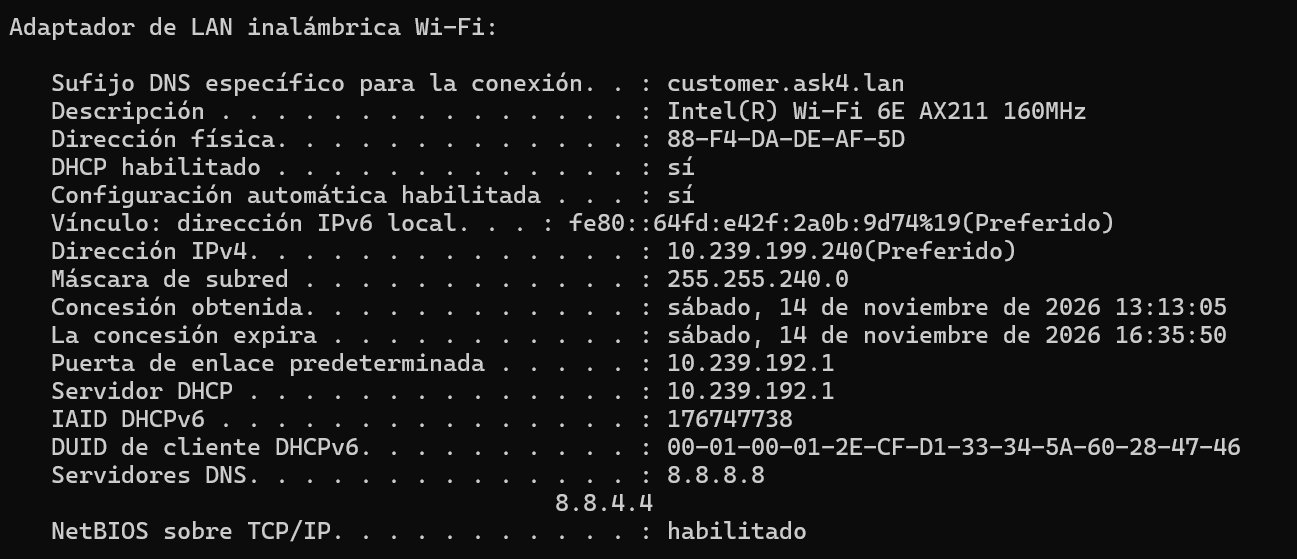 Adaptador de LAN inalámbrica Wi-Fi:
Sufijo DNS específico para la conexión. . : customer.ask4.lan
Descripción . . . . . . . . . . . . . . . : Intel(R) Wi-Fi 6E AX211 160MHz
Dirección física. . . . . . . . . . . . . : 88-F4-DA-DE-AF-5D
DHCP habilitado . . . . . . . . . . . . . : sí
Configuración automática habilitada . . . : sí
Vínculo: dirección IPv6 local. . . : fe80::64fd:e42f:2a0b:9d74%19(Preferido)
Dirección IPv4. . . . . . . . . . . . . . : 10.239.199.240(Preferido)
Máscara de subred . . . . . . . . . . . . : 255.255.240.0
Concesión obtenida. . . . . . . . . . . . : sábado, 14 de noviembre de 2026 13:13:05
La concesión expira . . . . . . . . . . . : sábado, 14 de noviembre de 2026 16:35:50
Puerta de enlace predeterminada . . . . . : 10.239.192.1
Servidor DHCP . . . . . . . . . . . . . . : 10.239.192.1
IAID DHCPv6 . . . . . . . . . . . . . . . : 176747738
DUID de cliente DHCPv6. . . . . . . . . . : 00-01-00-01-2E-CF-D1-33-34-5A-60-28-47-46
Servidores DNS. . . . . . . . . . . . . . : 8.8.8.8
8.8.4.4
NetBIOS sobre TCP/IP. . . . . . . . . . . : habilitado